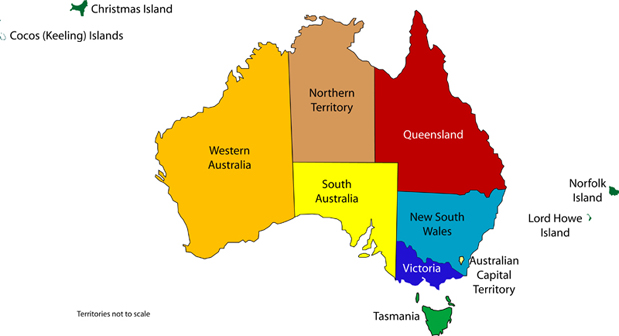 Christmas Island
Cocos (Keeling) Islands
Northern
Territory
Queensland
Western
Australia
South
Australia
Norfolk
Island
New South
Wales
Lord Howe
Island
Victoria
Australian
Capital
Territory
Tasmania
Territories not to scale